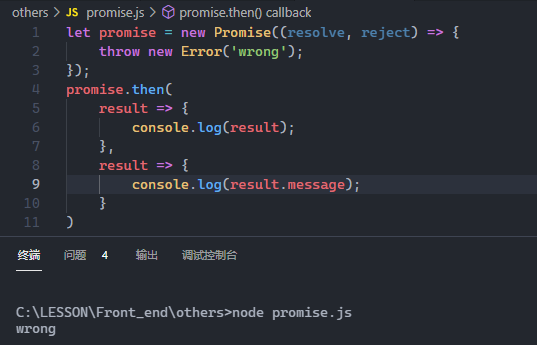 others > JS promise.js > promise.then() callback
1 let promise = new Promise((resolve, reject) => {
2     throw new Error('wrong');
3 });
4 promise.then(
5     result => {
6         console.log(result);
7     },
8     result => {
9         console.log(result.message);
10     }
11 )
终端 问题 4 输出 调试控制台
C:\LESSON\Front_end\others>node promise.js
wrong